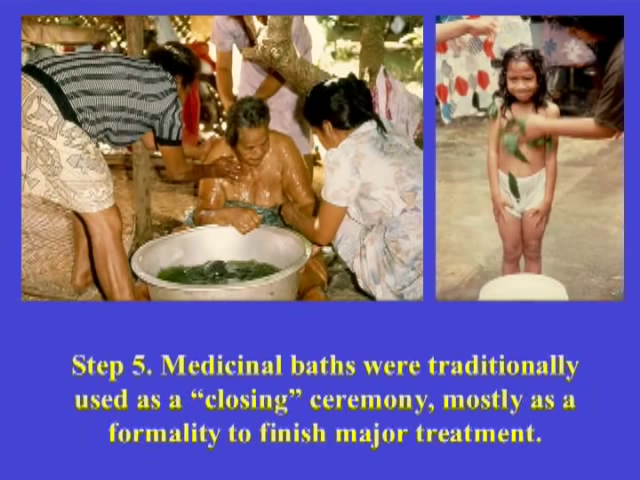 Step 5. Medicinal baths were traditionally
used as a “closing” ceremony, mostly as a
formality to finish major treatment.